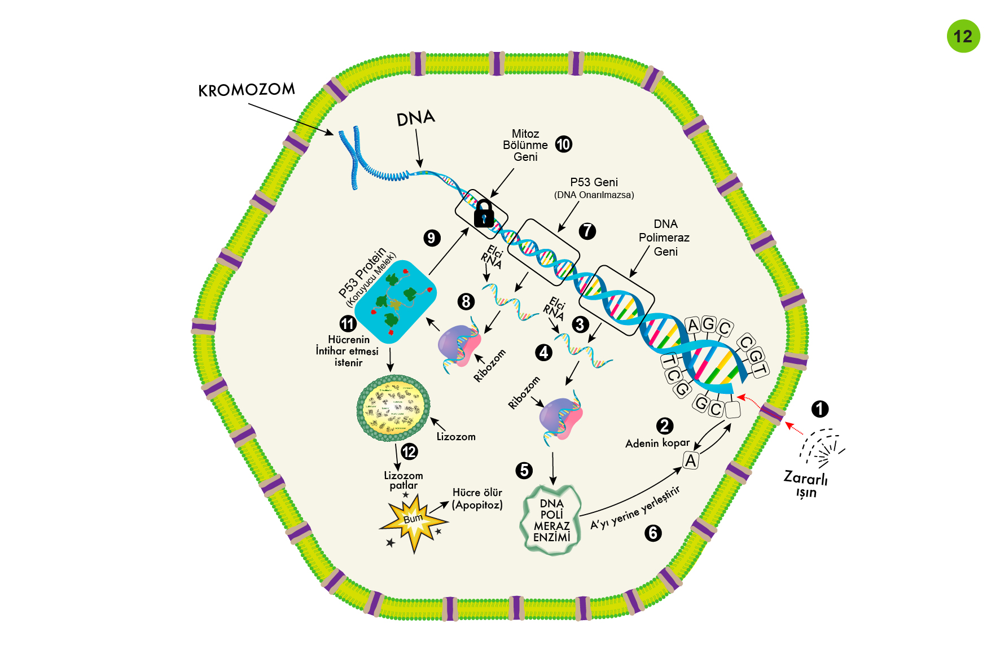 12
KROMOZOM
DNA
Mitoz
Bölünme
Geni
10
P53 Geni
(DNA Onarılmazsa)
7
DNA
Polimeraz
Geni
9
Elçi
RNA
P53 Protein
(Koruyucu Melek)
8
Elçi
RNA
3
11
Hücrenin
İntihar etmesi
istenir
Ribozom
4
A G C
C G T
T C G
G C
1
2
Adenin kopar
A
Zararlı
ışın
Ribozom
Lizozom
12
Lizozom
patlar
Bum
Hücre ölür
(Apopitoz)
5
DNA
POLİ
MERAZ
ENZİMİ
A'yı yerine yerleştirir
6